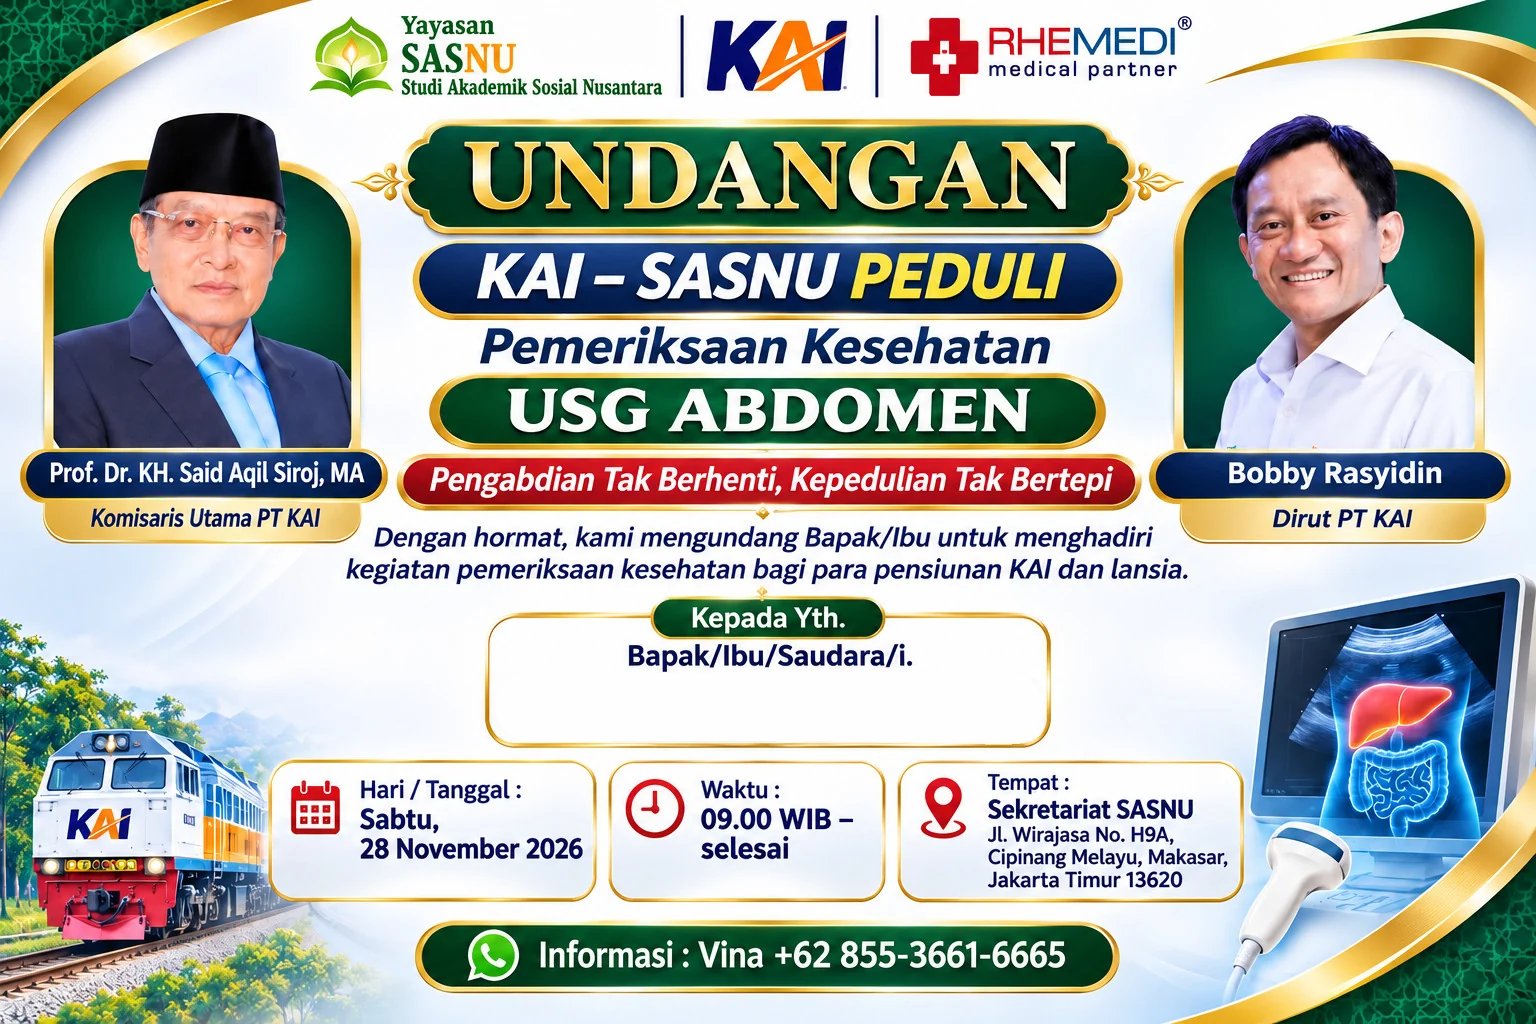 Yayasan
SASNU
Studi Akademik Sosial Nusantara
KAI
RHEMEDI®
medical partner
UNDANGAN
KAI – SASNU PEDULI
Pemeriksaan Kesehatan
USG ABDOMEN
Pengabdian Tak Berhenti, Kepedulian Tak Bertepi
Prof. Dr. KH. Said Aqil Siroj, MA
Komisaris Utama PT KAI
Bobby Rasyidin
Dirut PT KAI
Dengan hormat, kami mengundang Bapak/Ibu untuk menghadiri
kegiatan pemeriksaan kesehatan bagi para pensiunan KAI dan lansia.
Kepada Yth.
Bapak/Ibu/Saudara/i.
Hari / Tanggal :
Sabtu,
28 November 2026
Waktu :
09.00 WIB –
selesai
Tempat :
Sekretariat SASNU
Jl. Wirajasa No. H9A,
Cipinang Melayu, Makasar,
Jakarta Timur 13620
KAI
Informasi : Vina +62 855-3661-6665